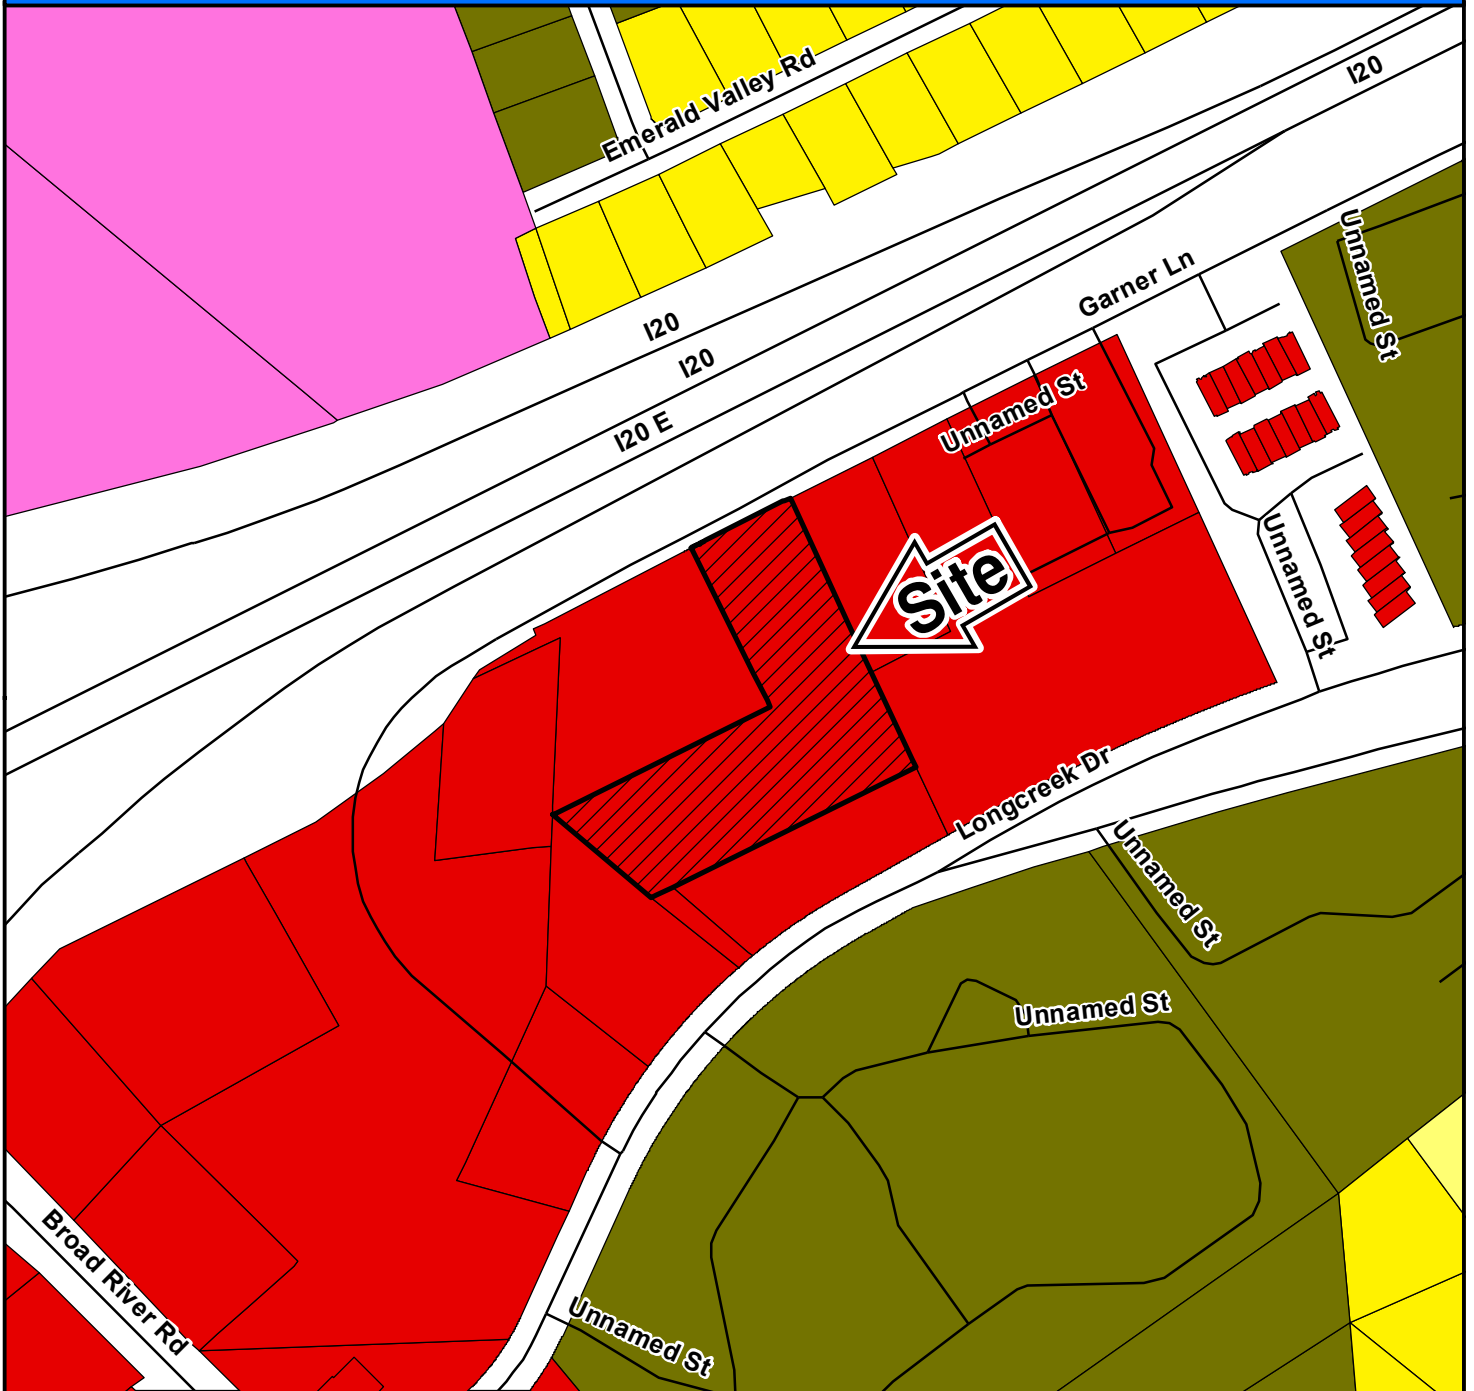 Emerald Valley Rd
I20
Unnamed St
Garner Ln
I20
I20
I20 E
Unnamed St
Site
Unnamed St
Longcreek Dr
Unnamed St
Unnamed St
Broad River Rd
Unnamed St